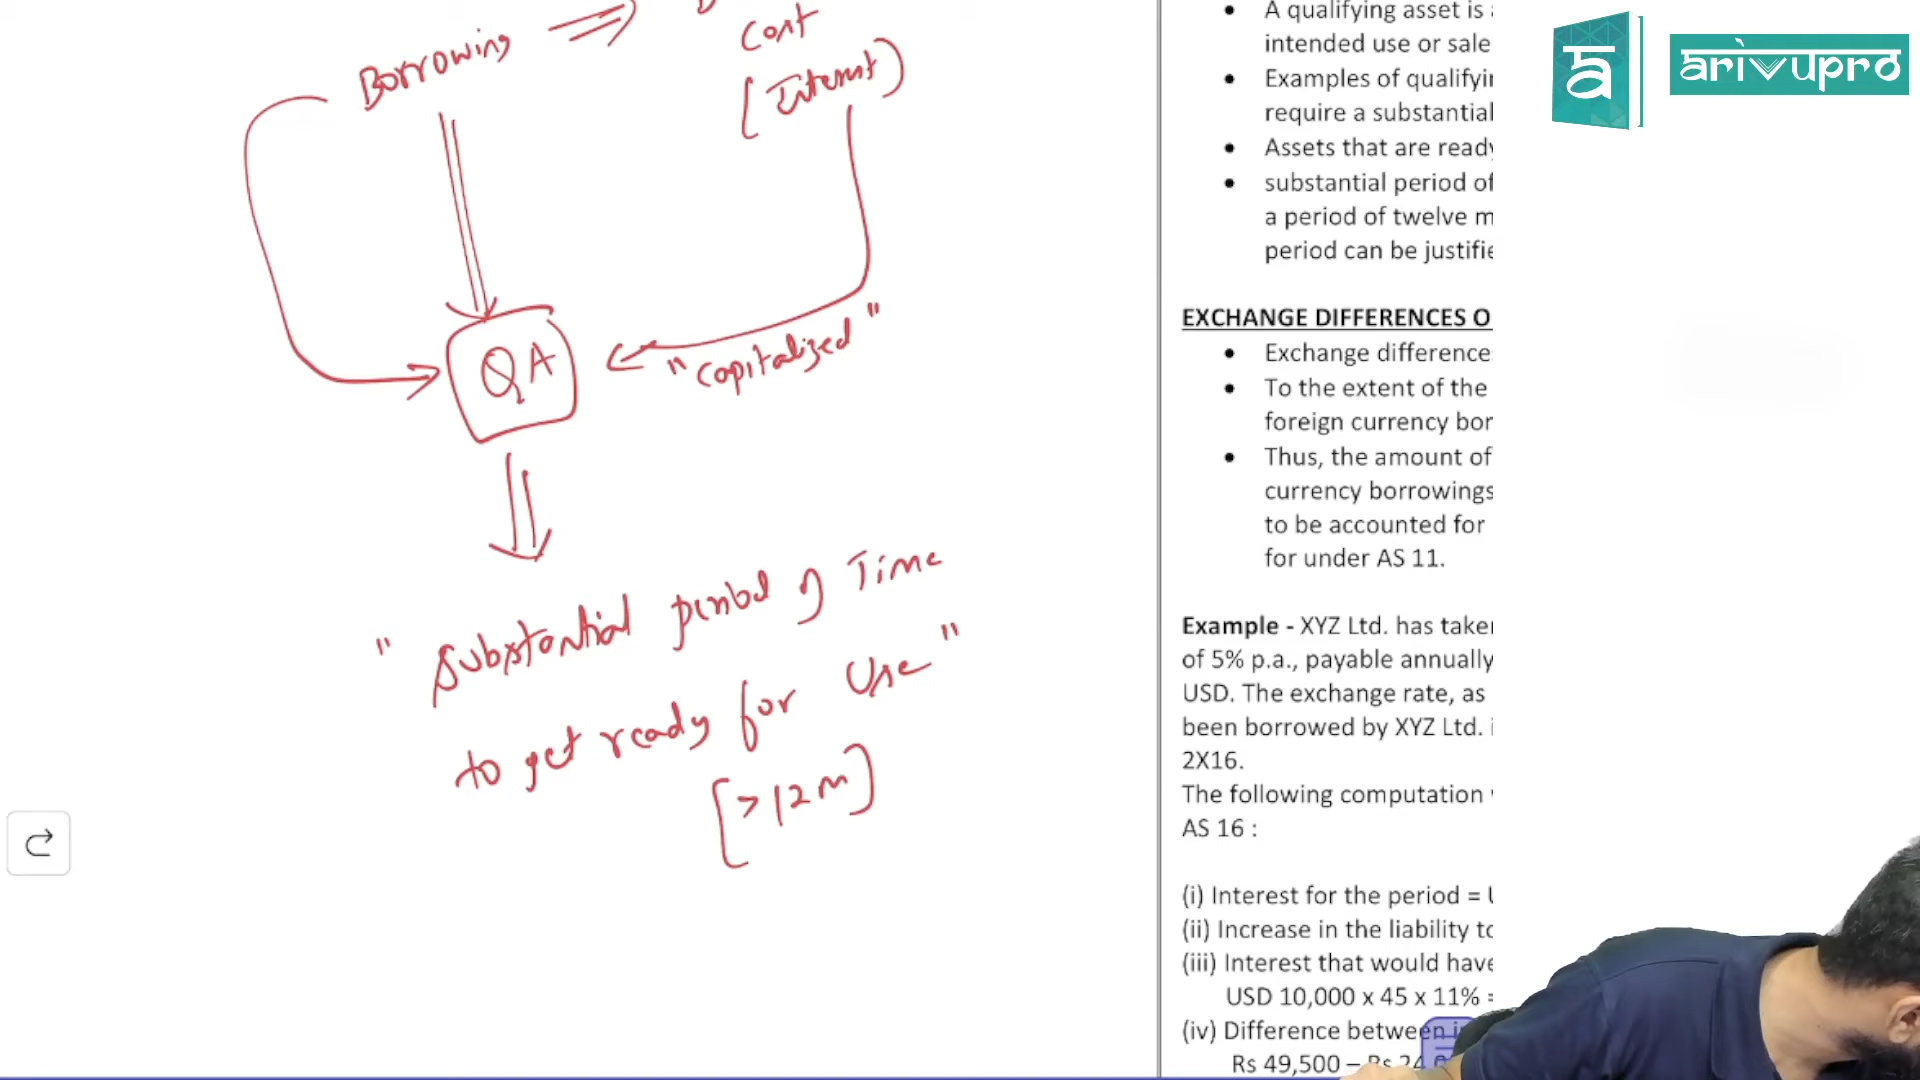 Borrowing
Cost
(Interest)
QA
"Capitalized"
"Substantial period of Time
to get ready for Use"
[>12m]
A qualifying asset is
intended use or sale
Examples of qualifyi
require a substantial
Assets that are read
substantial period of
a period of twelve m
period can be justifie
EXCHANGE DIFFERENCES O
Exchange difference
To the extent of the
foreign currency bor
Thus, the amount of
currency borrowings
to be accounted for
for under AS 11.
Example - XYZ Ltd. has take
of 5% p.a., payable annually
USD. The exchange rate, as
been borrowed by XYZ Ltd. i
2X16.
The following computation
AS 16 :
(i) Interest for the period =
(ii) Increase in the liability to
(iii) Interest that would have
USD 10,000 x 45 x 11% =
(iv) Difference between
Rs 49,500 – Rs 24
ā arivupro